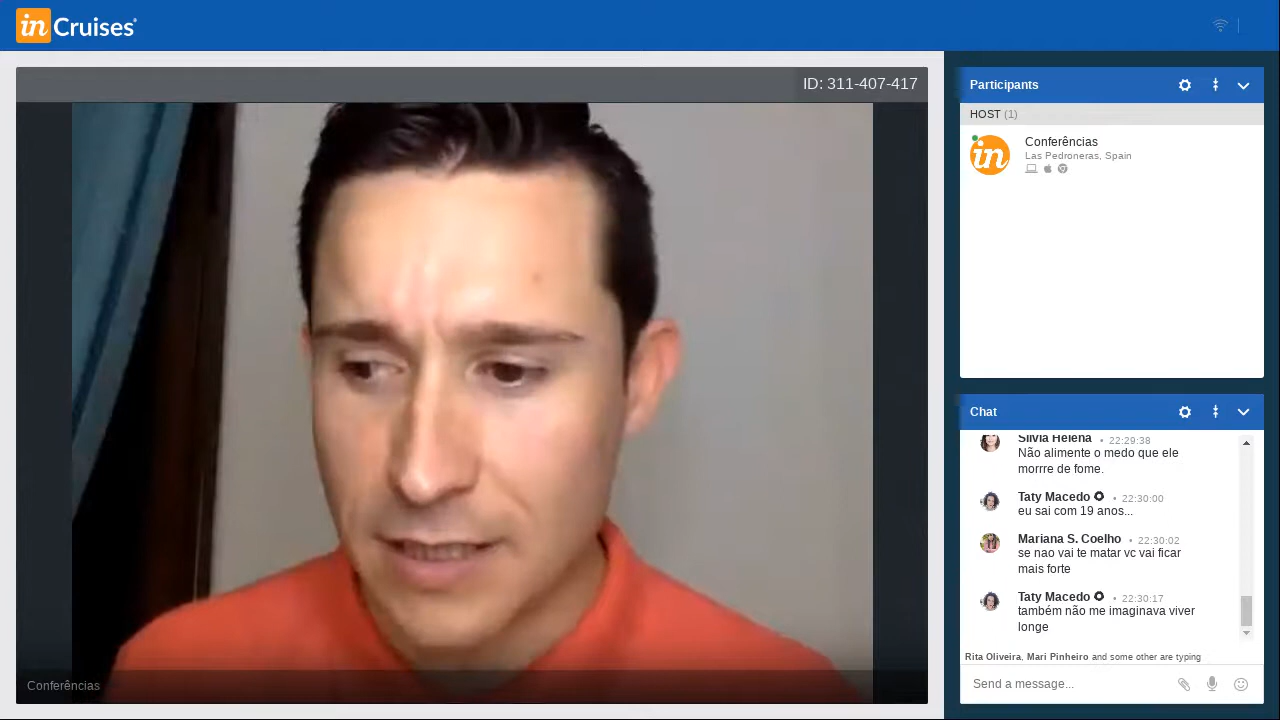 in Cruises
ID: 311-407-417
Conferências
Participants
HOST (1)
in
Conferências
Las Pedroneras, Spain
Chat
Silvia Helena • 22:29:38
Não alimente o medo que ele
morrre de fome.
Taty Macedo • 22:30:00
eu sai com 19 anos...
Mariana S. Coelho • 22:30:02
se nao vai te matar vc vai ficar
mais forte
Taty Macedo • 22:30:17
também não me imaginava viver
longe
Rita Oliveira, Mari Pinheiro and some other are typing
Send a message...